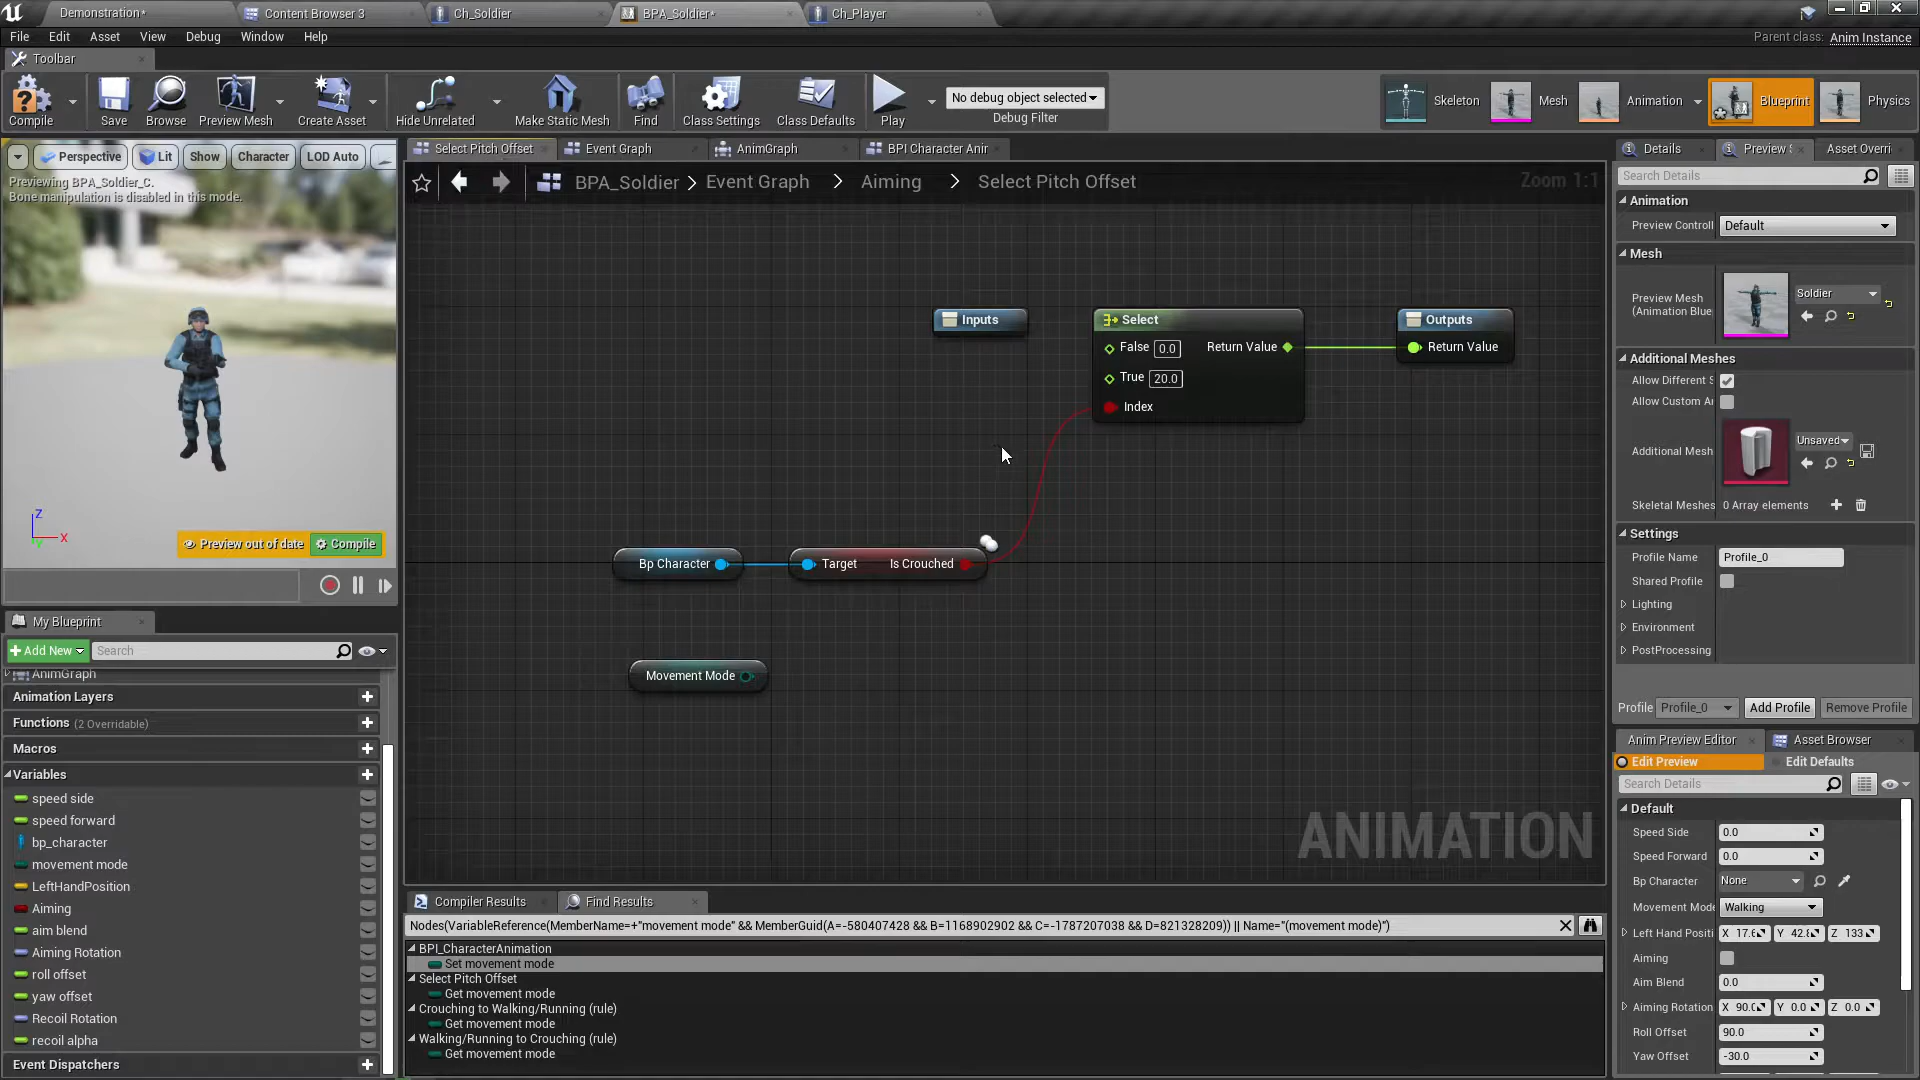 Demonstration*
Content Browser 3
Ch_Soldier
BPA_Soldier*
Ch_Player
File Edit Asset View Debug Window Help
Parent class: Anim Instance
Toolbar
Compile
Save
Browse
Preview Mesh
Create Asset
Hide Unrelated
Make Static Mesh
Find
Class Settings
Class Defaults
Play
No debug object selected
Debug Filter
Skeleton
Mesh
Animation
Blueprint
Physics
Perspective
Lit
Show
Character
LOD Auto
Previewing BPA_Soldier_C.
Bone manipulation is disabled in this mode.
Z
X
Preview out of date
Compile
Select Pitch Offset
Event Graph
AnimGraph
BPI Character Anir
BPA_Soldier > Event Graph > Aiming > Select Pitch Offset
Zoom 1:1
Inputs
Select
False 0.0
Return Value
True 20.0
Index
Outputs
Return Value
Bp Character
Target
Is Crouched
Movement Mode
ANIMATION
My Blueprint
Add New
Search
AnimGraph
Animation Layers
Functions (2 Overridable)
Macros
Variables
speed side
speed forward
bp_character
movement mode
LeftHandPosition
Aiming
aim blend
Aiming Rotation
roll offset
yaw offset
Recoil Rotation
recoil alpha
Event Dispatchers
Compiler Results
Find Results
Nodes(VariableReference(MemberName=+"movement mode" && MemberGuid(A=-580407428 && B=1168902902 && C=-1787207038 && D=821328209)) || Name="(movement mode)")
BPI_CharacterAnimation
Set movement mode
Select Pitch Offset
Get movement mode
Crouching to Walking/Running (rule)
Get movement mode
Walking/Running to Crouching (rule)
Get movement mode
Details
Preview S
Asset Overri
Search Details
Animation
Preview Controll
Default
Mesh
Preview Mesh
(Animation Blue
Soldier
Additional Meshes
Allow Different S
Allow Custom Ar
Additional Mesh
Unsaved
Skeletal Meshes
0 Array elements
Settings
Profile Name
Profile_0
Shared Profile
Lighting
Environment
PostProcessing
Profile
Profile_0
Add Profile
Remove Profile
Anim Preview Editor
Asset Browser
Edit Preview
Edit Defaults
Search Details
Default
Speed Side 0.0
Speed Forward 0.0
Bp Character None
Movement Mode Walking
Left Hand Positi X 17.6 Y 42.8 Z 133
Aiming
Aim Blend 0.0
Aiming Rotation X 90.0 Y 0.0 Z 0.0
Roll Offset 90.0
Yaw Offset -30.0